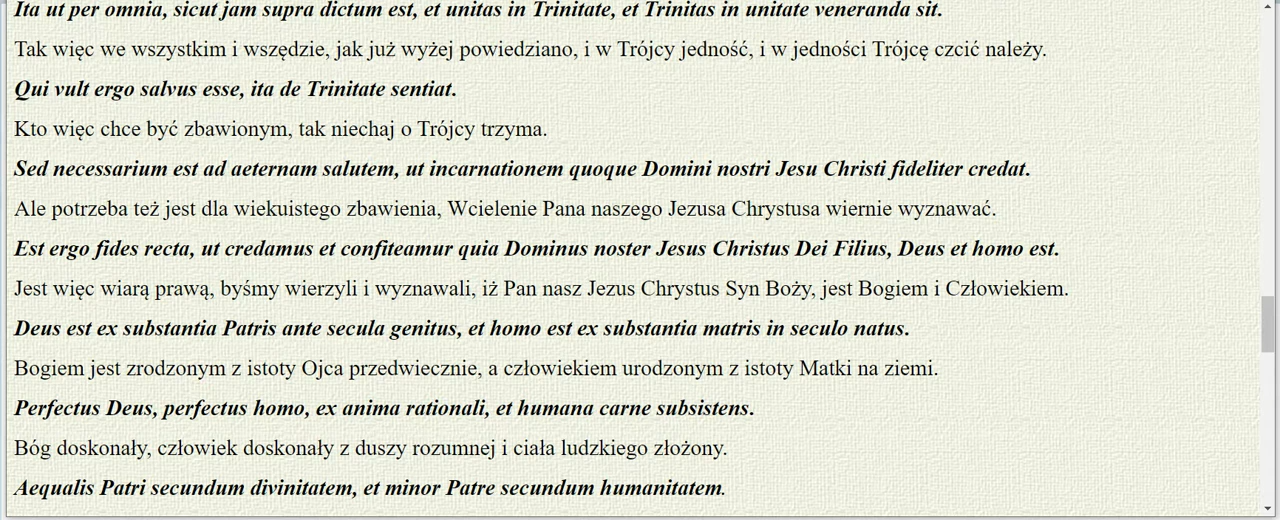 Ita ut per omnia, sicut jam supra dictum est, et unitas in Trinitate, et Trinitas in unitate veneranda sit.
Tak więc we wszystkim i wszędzie, jak już wyżej powiedziano, i w Trójcy jedność, i w jedności Trójcę czcić należy.
Qui vult ergo salvus esse, ita de Trinitate sentiat.
Kto więc chce być zbawionym, tak niechaj o Trójcy trzyma.
Sed necessarium est ad aeternam salutem, ut incarnationem quoque Domini nostri Jesu Christi fideliter credat.
Ale potrzeba też jest dla wiekuistego zbawienia, Wcielenie Pana naszego Jezusa Chrystusa wiernie wyznawać.
Est ergo fides recta, ut credamus et confiteamur quia Dominus noster Jesus Christus Dei Filius, Deus et homo est.
Jest więc wiarą prawą, byśmy wierzyli i wyznawali, iż Pan nasz Jezus Chrystus Syn Boży, jest Bogiem i Człowiekiem.
Deus est ex substantia Patris ante secula genitus, et homo est ex substantia matris in seculo natus.
Bogiem jest zrodzonym z istoty Ojca przedwiecznie, a człowiekiem urodzonym z istoty Matki na ziemi.
Perfectus Deus, perfectus homo, ex anima rationali, et humana carne subsistens.
Bóg doskonały, człowiek doskonały z duszy rozumnej i ciała ludzkiego złożony.
Aequalis Patri secundum divinitatem, et minor Patre secundum humanitatem.